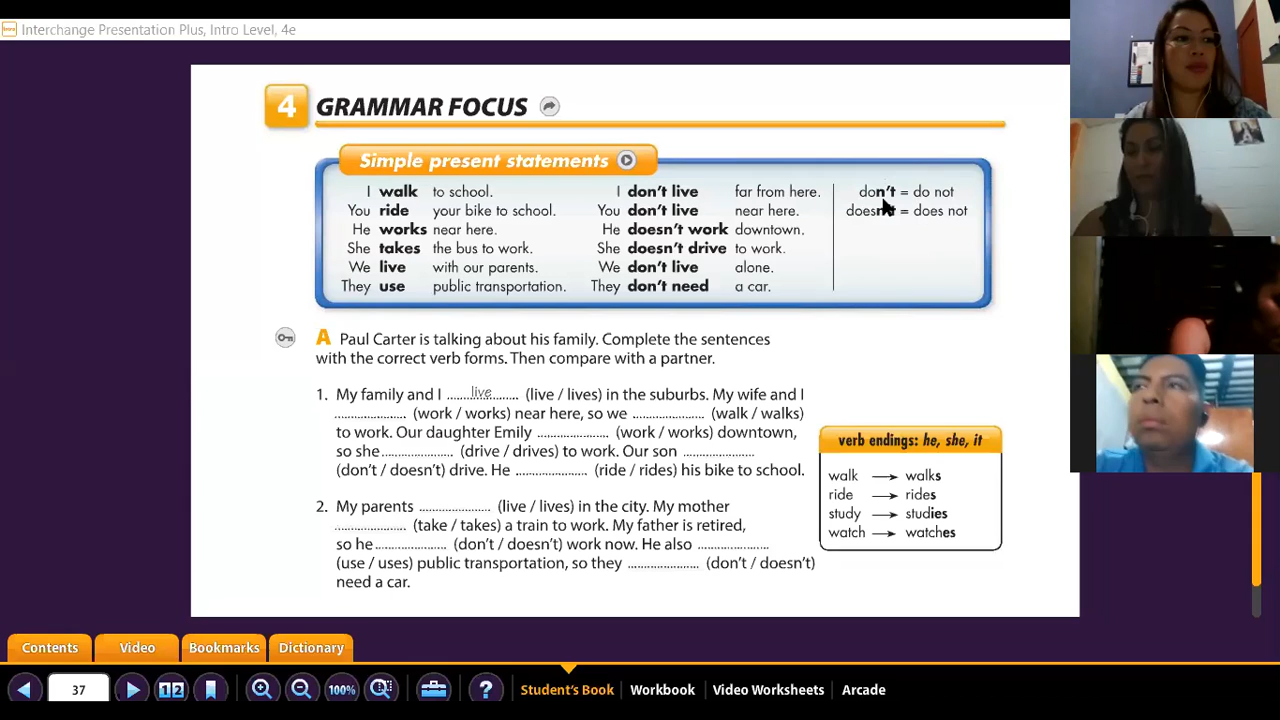 Interchange Presentation Plus, Intro Level, 4e
4 GRAMMAR FOCUS
Simple present statements
I walk to school. I don't live far from here. don't = do not
You ride your bike to school. You don't live near here. doesn't = does not
He works near here. He doesn't work downtown.
She takes the bus to work. She doesn't drive to work.
We live with our parents. We don't live alone.
They use public transportation. They don't need a car.
A Paul Carter is talking about his family. Complete the sentences
with the correct verb forms. Then compare with a partner.
1. My family and I ........live........ (live / lives) in the suburbs. My wife and I
...................... (work / works) near here, so we ...................... (walk / walks)
to work. Our daughter Emily ...................... (work / works) downtown,
so she ...................... (drive / drives) to work. Our son ......................
(don't / doesn't) drive. He ...................... (ride / rides) his bike to school.
2. My parents ...................... (live / lives) in the city. My mother
...................... (take / takes) a train to work. My father is retired,
so he ...................... (don't / doesn't) work now. He also ......................
(use / uses) public transportation, so they ...................... (don't / doesn't)
need a car.
verb endings: he, she, it
walk → walks
ride → rides
study → studies
watch → watches
Contents Video Bookmarks Dictionary
37 12 100% ? Student's Book Workbook Video Worksheets Arcade